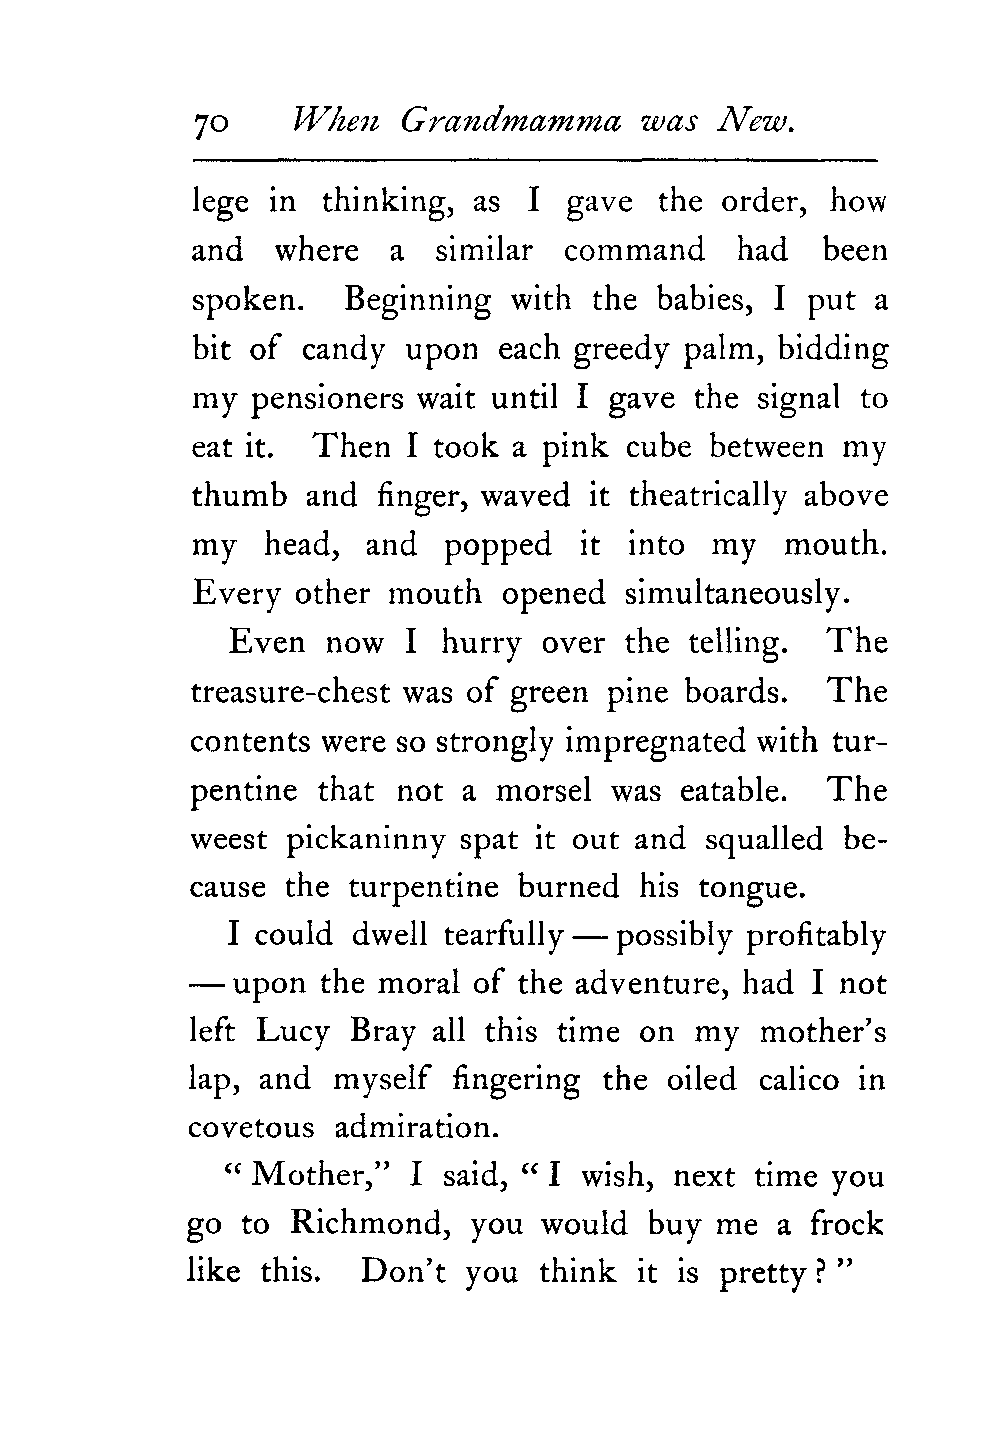 70 When Grandmamma was New.
lege in thinking, as I gave the order, how
and where a similar command had been
spoken. Beginning with the babies, I put a
bit of candy upon each greedy palm, bidding
my pensioners wait until I gave the signal to
eat it. Then I took a pink cube between my
thumb and finger, waved it theatrically above
my head, and popped it into my mouth.
Every other mouth opened simultaneously.
Even now I hurry over the telling. The
treasure-chest was of green pine boards. The
contents were so strongly impregnated with tur-
pentine that not a morsel was eatable. The
weest pickaninny spat it out and squalled be-
cause the turpentine burned his tongue.
I could dwell tearfully — possibly profitably
— upon the moral of the adventure, had I not
left Lucy Bray all this time on my mother's
lap, and myself fingering the oiled calico in
covetous admiration.
“ Mother,” I said, “ I wish, next time you
go to Richmond, you would buy me a frock
like this. Don't you think it is pretty ? ”